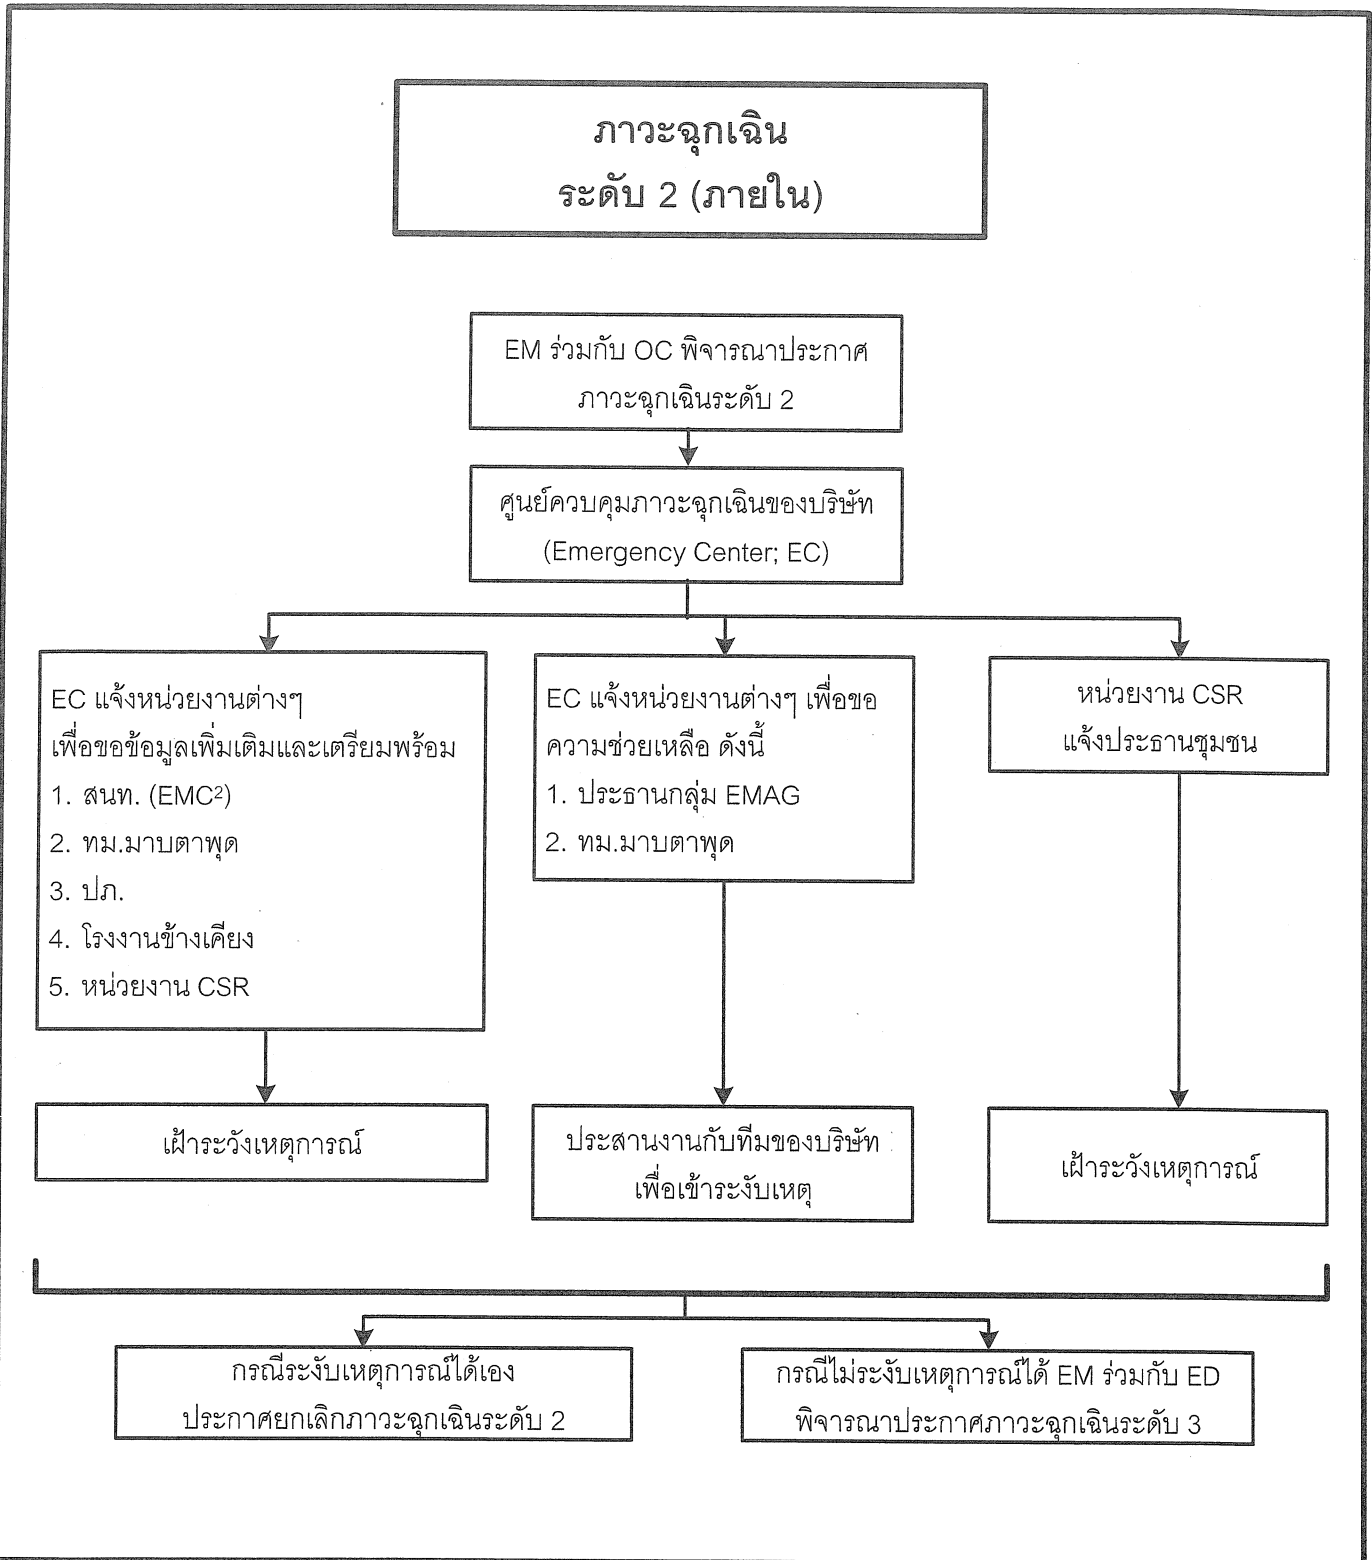 ภาวะฉุกเฉิน
ระดับ 2 (ภายใน)
EM ร่วมกับ OC พิจารณาประกาศ
ภาวะฉุกเฉินระดับ 2
ศูนย์ควบคุมภาวะฉุกเฉินของบริษัท
(Emergency Center; EC)
EC แจ้งหน่วยงานต่างๆ
เพื่อขอข้อมูลเพิ่มเติมและเตรียมพร้อม
1. สนท. (EMC²)
2. ทม.มาบตาพุด
3. ปภ.
4. โรงงานข้างเคียง
5. หน่วยงาน CSR
EC แจ้งหน่วยงานต่างๆ เพื่อขอ
ความช่วยเหลือ ดังนี้
1. ประธานกลุ่ม EMAG
2. ทม.มาบตาพุด
หน่วยงาน CSR
แจ้งประธานชุมชน
เฝ้าระวังเหตุการณ์
ประสานงานกับทีมของบริษัท
เพื่อเข้าระงับเหตุ
เฝ้าระวังเหตุการณ์
กรณีระงับเหตุการณ์ได้เอง
ประกาศยกเลิกภาวะฉุกเฉินระดับ 2
กรณีไม่ระงับเหตุการณ์ได้ EM ร่วมกับ ED
พิจารณาประกาศภาวะฉุกเฉินระดับ 3